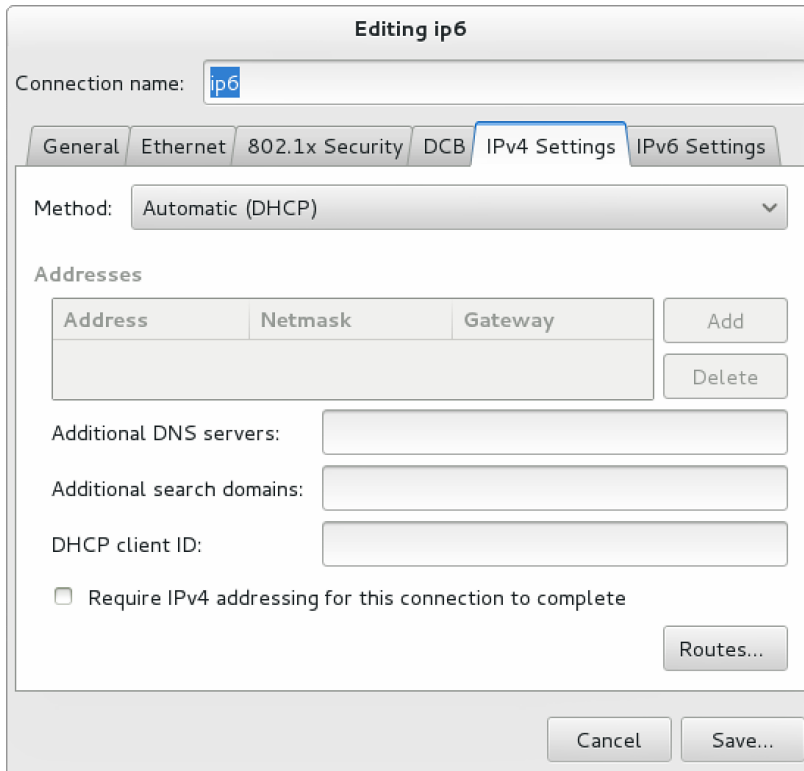 Editing ip6
Connection name: ip6
General Ethernet 802.1x Security DCB IPv4 Settings IPv6 Settings
Method: Automatic (DHCP)
Addresses
Address Netmask Gateway Add
Delete
Additional DNS servers:
Additional search domains:
DHCP client ID:
Require IPv4 addressing for this connection to complete
Routes...
Cancel Save...